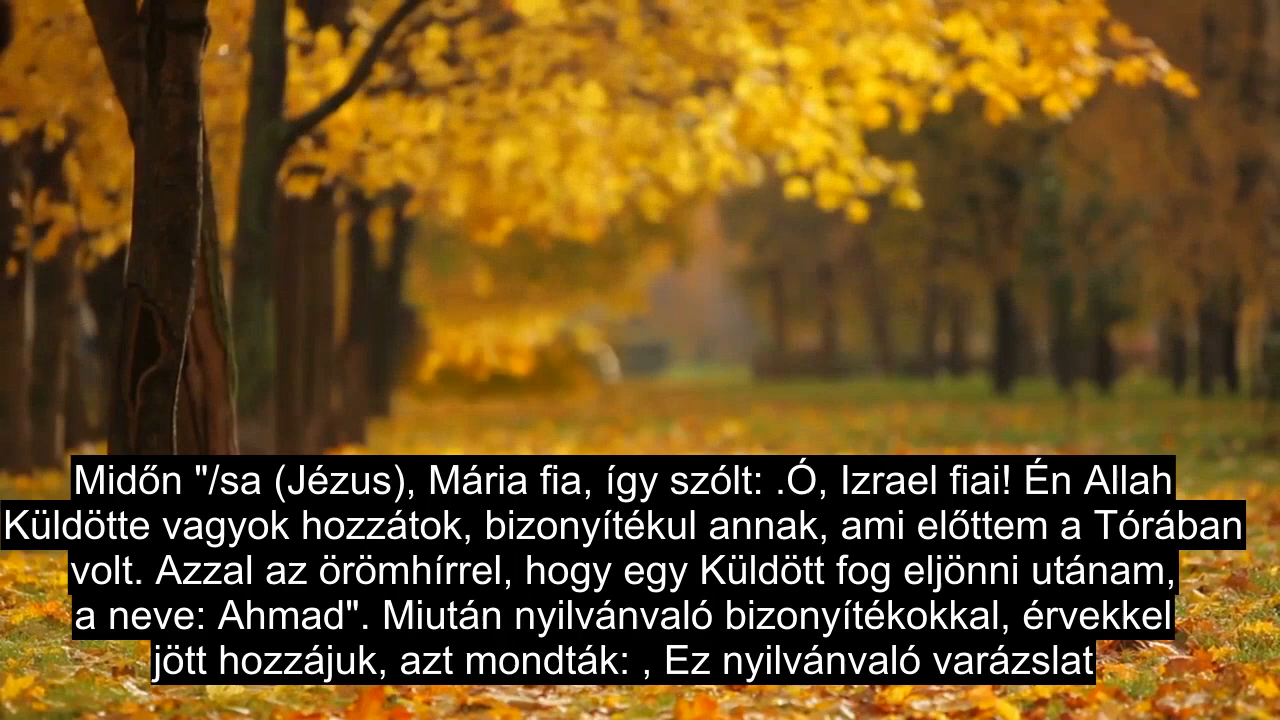 Midőn "/sa (Jézus), Mária fia, így szólt: .Ó, Izrael fiai! Én Allah
Küldötte vagyok hozzátok, bizonyítékul annak, ami előttem a Tórában
volt. Azzal az örömhírrel, hogy egy Küldött fog eljönni utánam,
a neve: Ahmad". Miután nyilvánvaló bizonyítékokkal, érvekkel
jött hozzájuk, azt mondták: , Ez nyilvánvaló varázslat